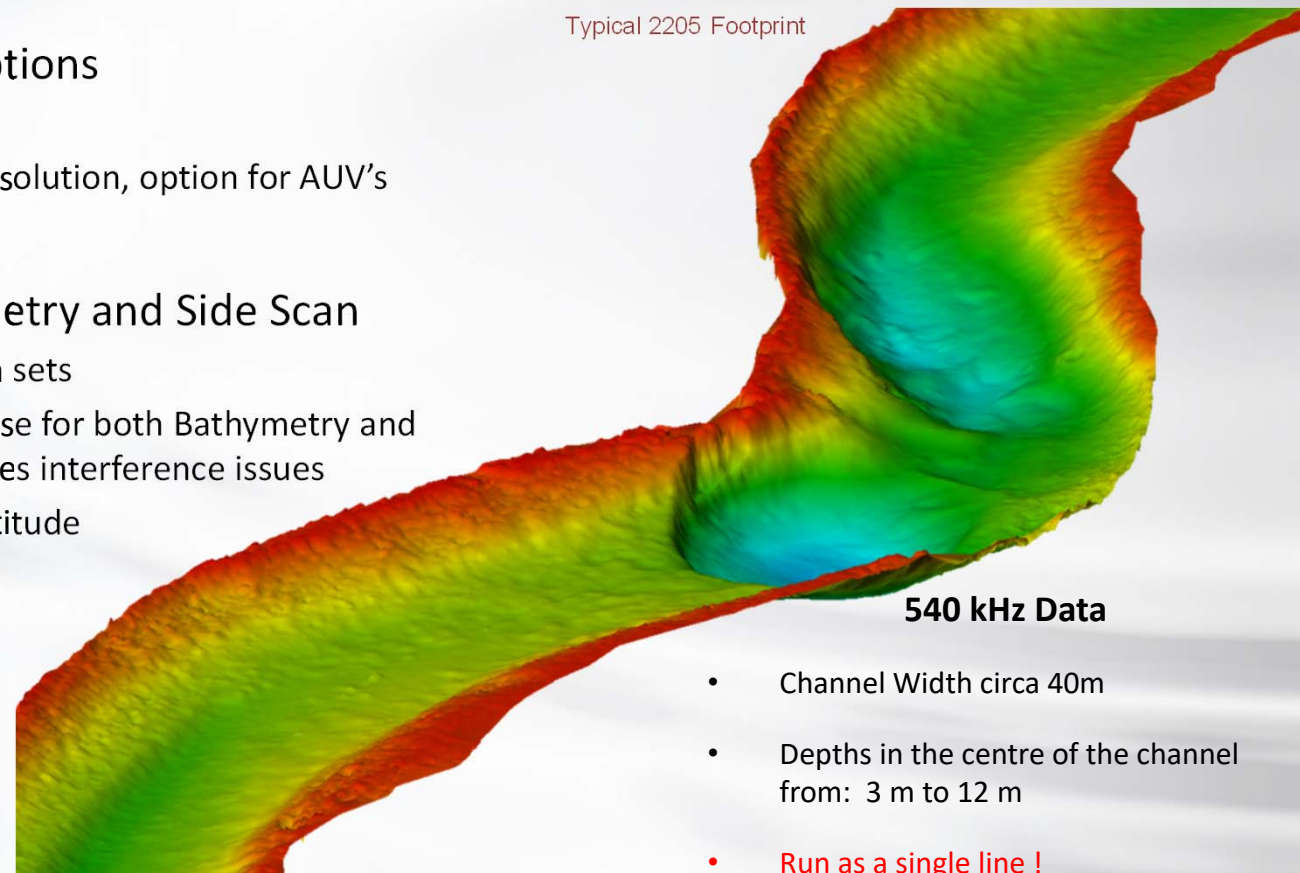 Typical 2205 Footprint
ptions
solution, option for AUV's
etry and Side Scan
sets
se for both Bathymetry and
es interference issues
titude
540 kHz Data
• Channel Width circa 40m
• Depths in the centre of the channel
from: 3 m to 12 m
• Run as a single line !